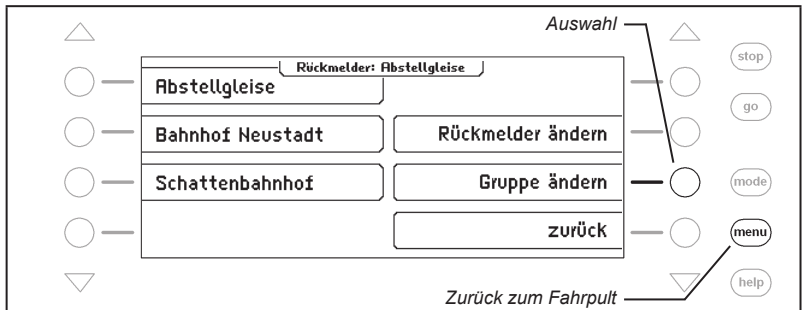 Auswahl
stop
Rückmelder: Abstellgleise
Abstellgleise
go
Bahnhof Neustadt
Rückmelder ändern
Schattenbahnhof
Gruppe ändern
mode
zurück
menu
help
Zurück zum Fahrpult